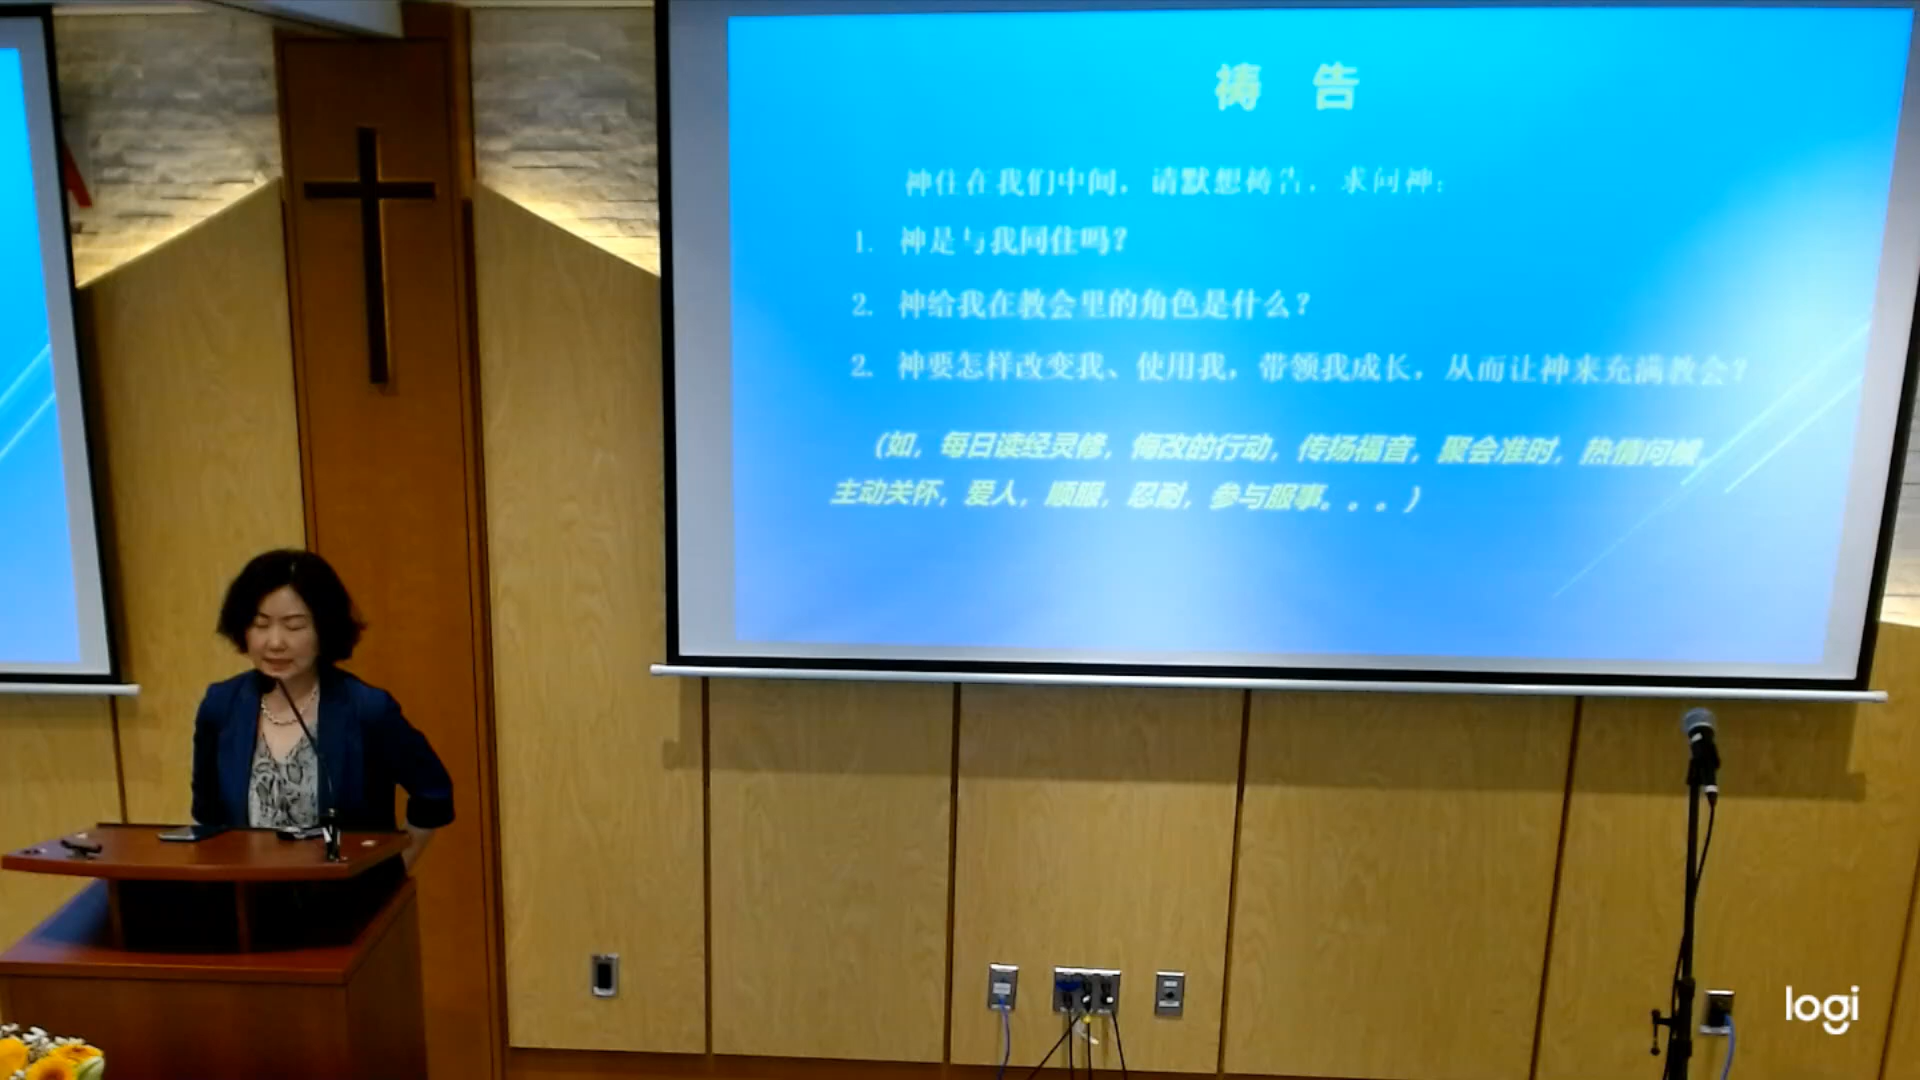 祷 告
神住在我们中间，请默想祷告，求问神：
1. 神是与我同住吗？
2. 神给我在教会里的角色是什么？
2. 神要怎样改变我、使用我，带领我成长，从而让神来充满教会？
（如，每日读经灵修，悔改的行动，传扬福音，聚会准时，热情问候，
主动关怀，爱人，顺服，忍耐，参与服事。。。）
logi